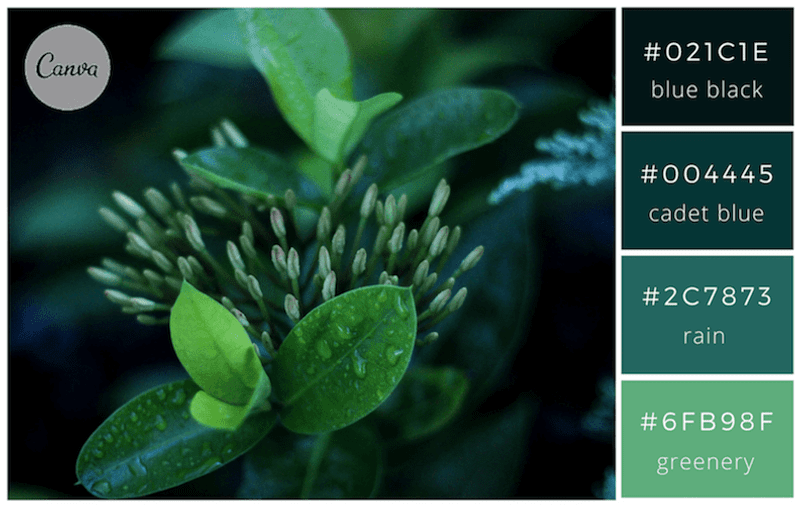 Canva
#021C1E
blue black
#004445
cadet blue
#2C7873
rain
#6FB98F
greenery